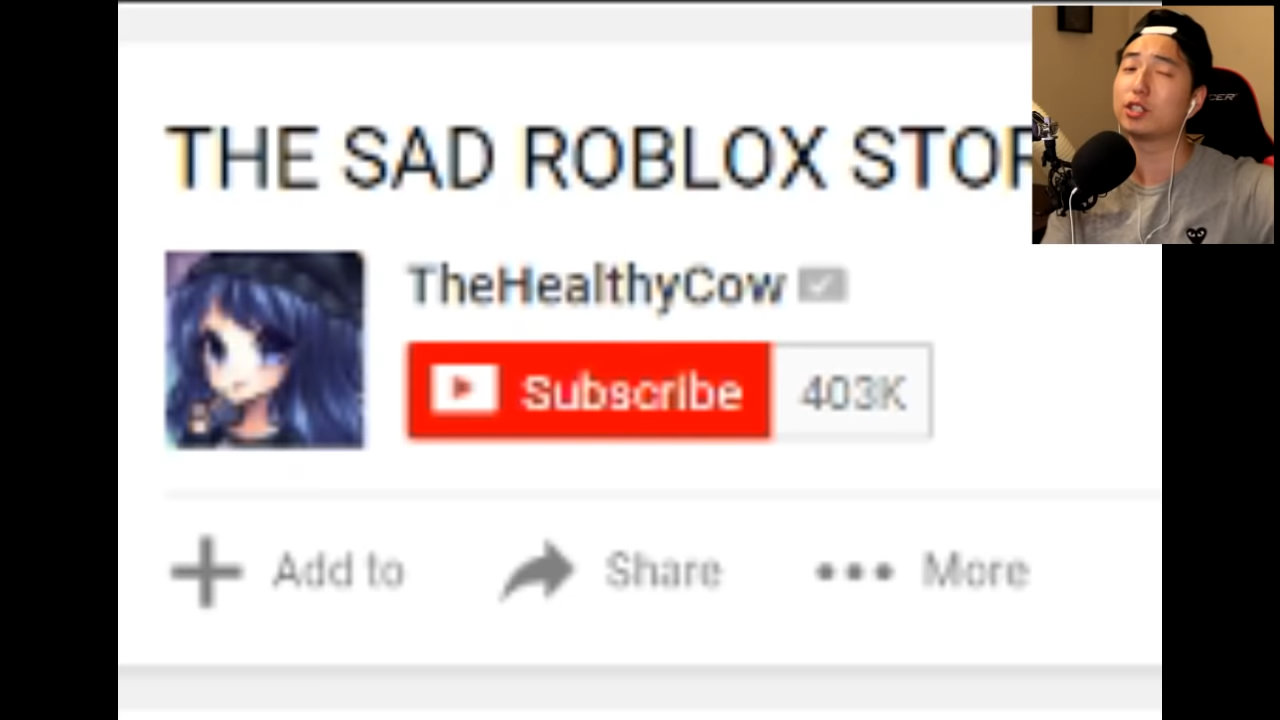 THE SAD ROBLOX STOR
TheHealthyCow
Subscribe 403K
Add to Share More